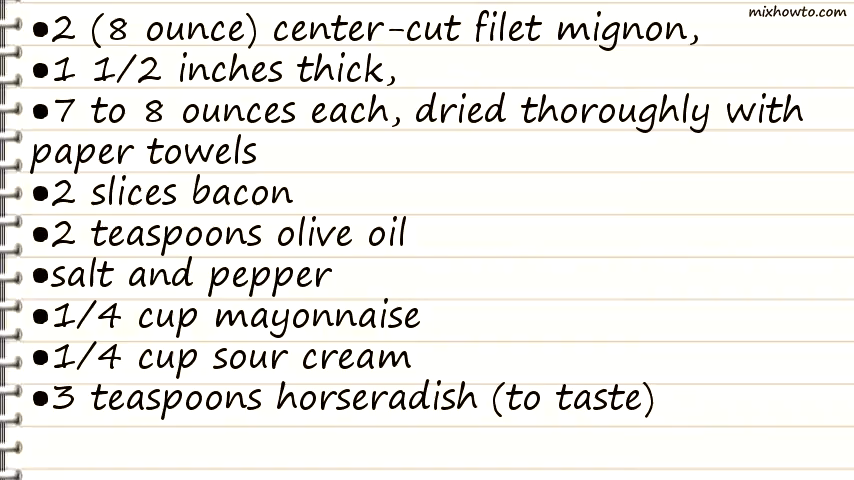 mixhowto.com
•2 (8 ounce) center-cut filet mignon,
•1 1/2 inches thick,
•7 to 8 ounces each, dried thoroughly with
paper towels
•2 slices bacon
•2 teaspoons olive oil
•salt and pepper
•1/4 cup mayonnaise
•1/4 cup sour cream
•3 teaspoons horseradish (to taste)